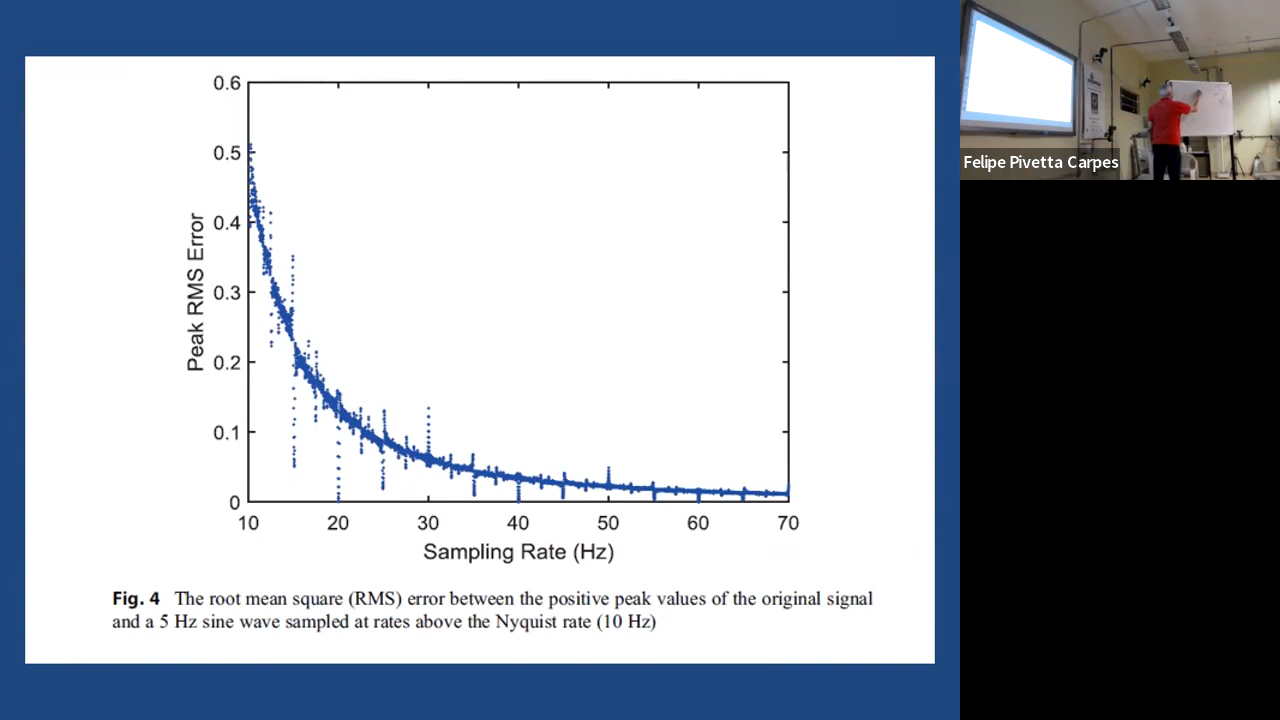 0.6
0.5
0.4
0.3
0.2
0.1
0
Peak RMS Error
10 20 30 40 50 60 70
Sampling Rate (Hz)
Fig. 4 The root mean square (RMS) error between the positive peak values of the original signal
and a 5 Hz sine wave sampled at rates above the Nyquist rate (10 Hz)
Felipe Pivetta Carpes